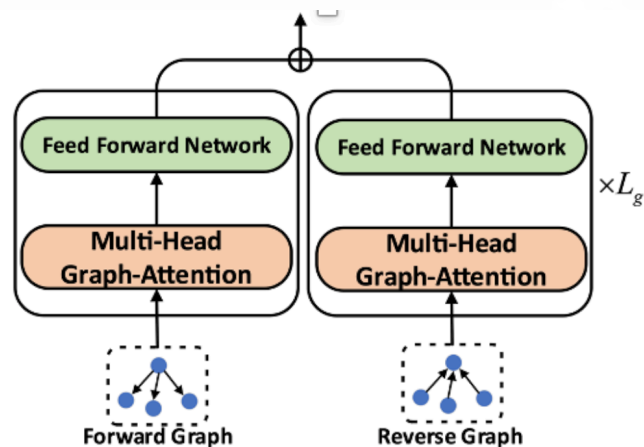 Feed Forward Network
Feed Forward Network
×L_g
Multi-Head
Graph-Attention
Multi-Head
Graph-Attention
Forward Graph
Reverse Graph